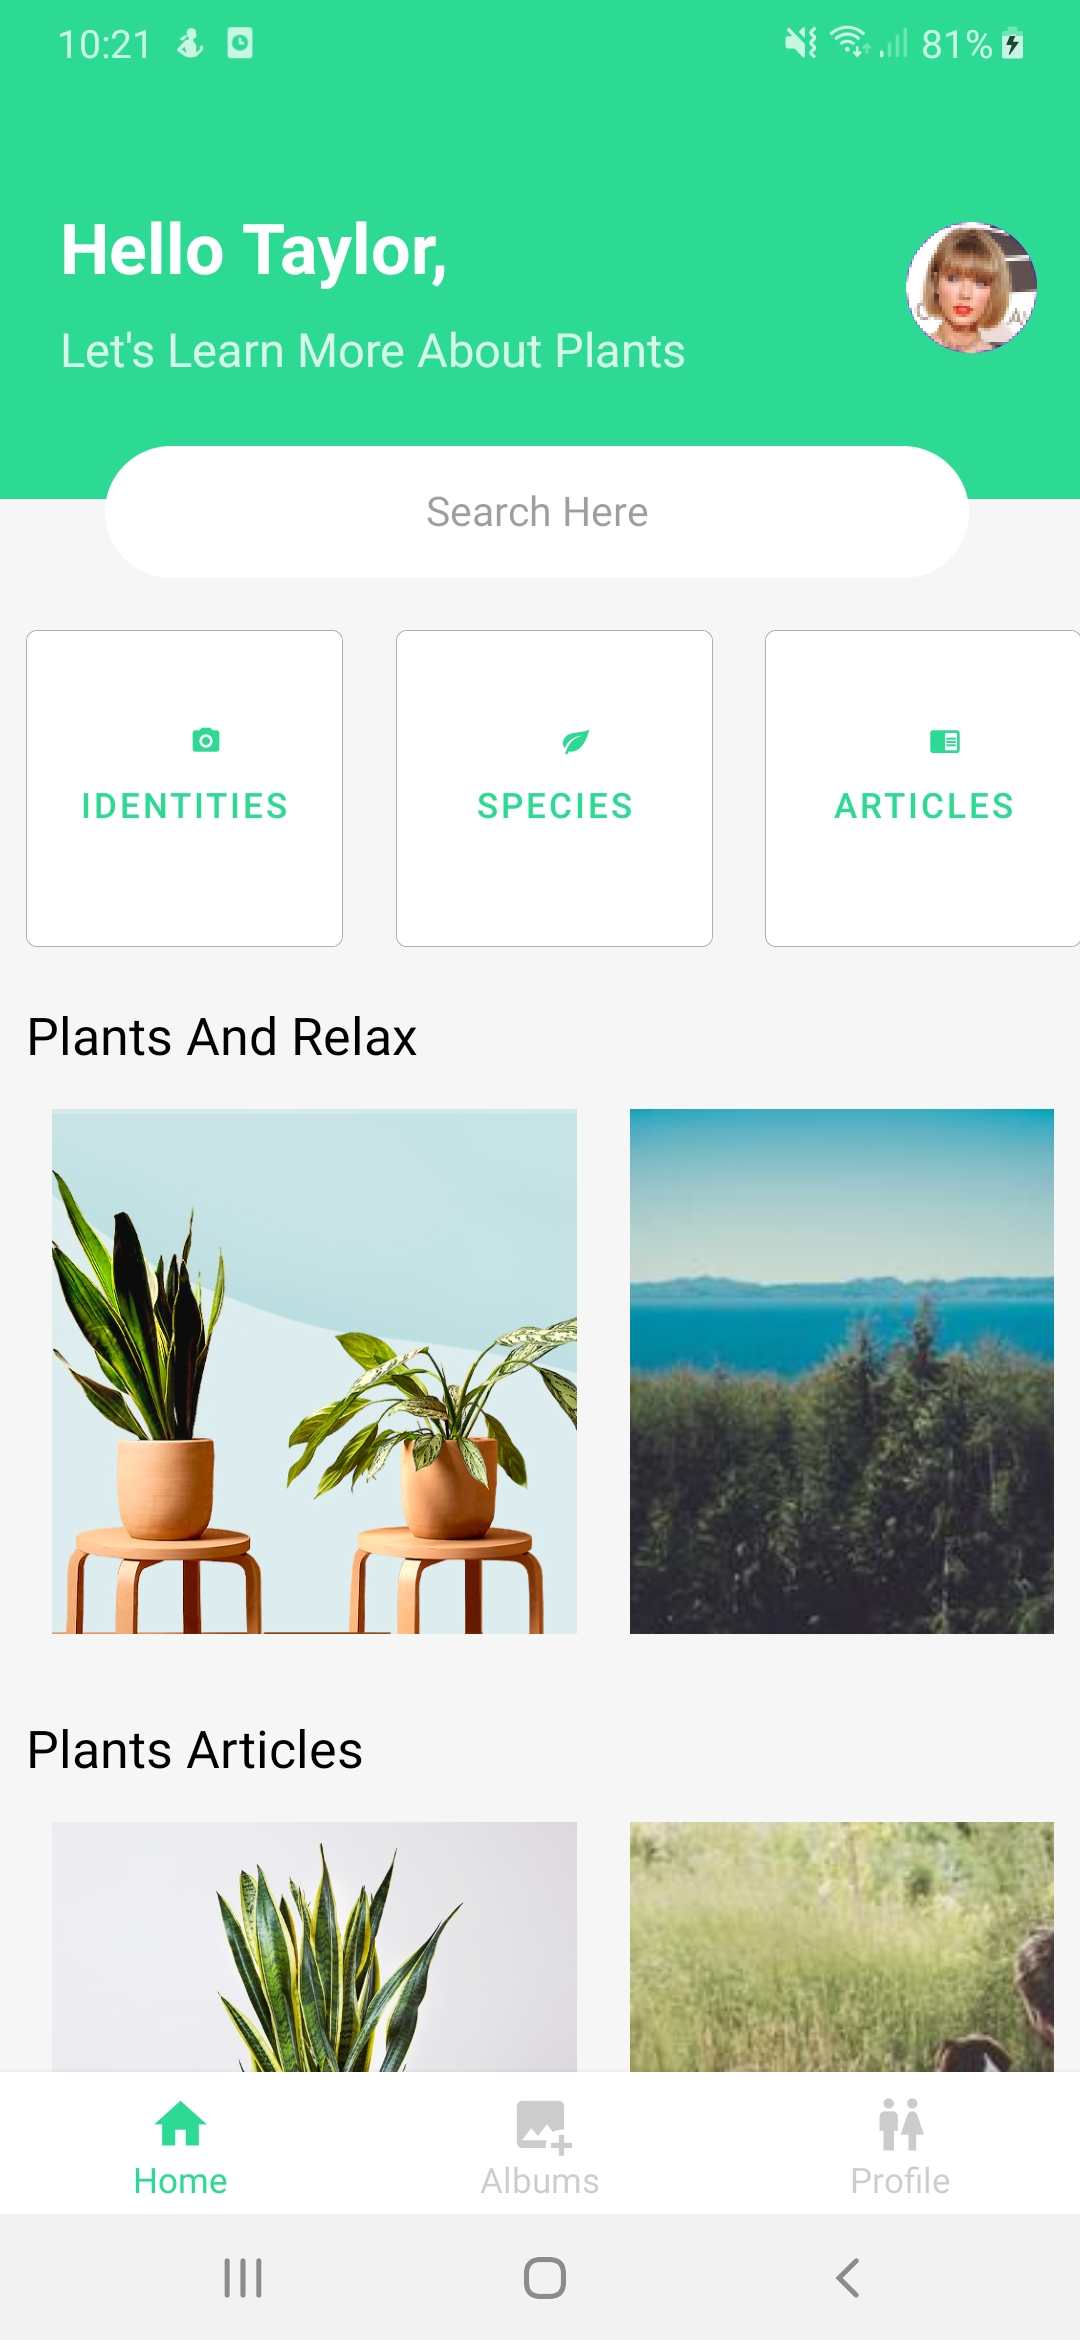 10:21
81%
Hello Taylor,
Let's Learn More About Plants
Search Here
IDENTITIES
SPECIES
ARTICLES
Plants And Relax
Plants Articles
Home
Albums
Profile